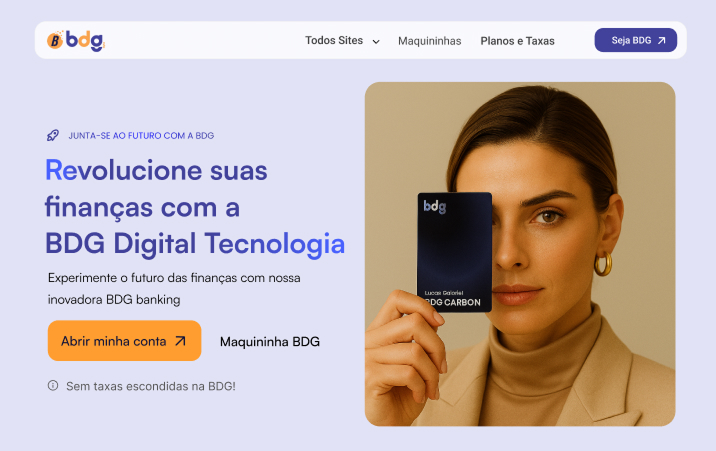 bdg
Todos Sites
Maquininhas
Planos e Taxas
Seja BDG
JUNTA-SE AO FUTURO COM A BDG
Revolucione suas
finanças com a
BDG Digital Tecnologia
Experimente o futuro das finanças com nossa
inovadora BDG banking
Abrir minha conta
Maquininha BDG
Sem taxas escondidas na BDG!
bdg
Lucas Gabriel
BDG CARBON